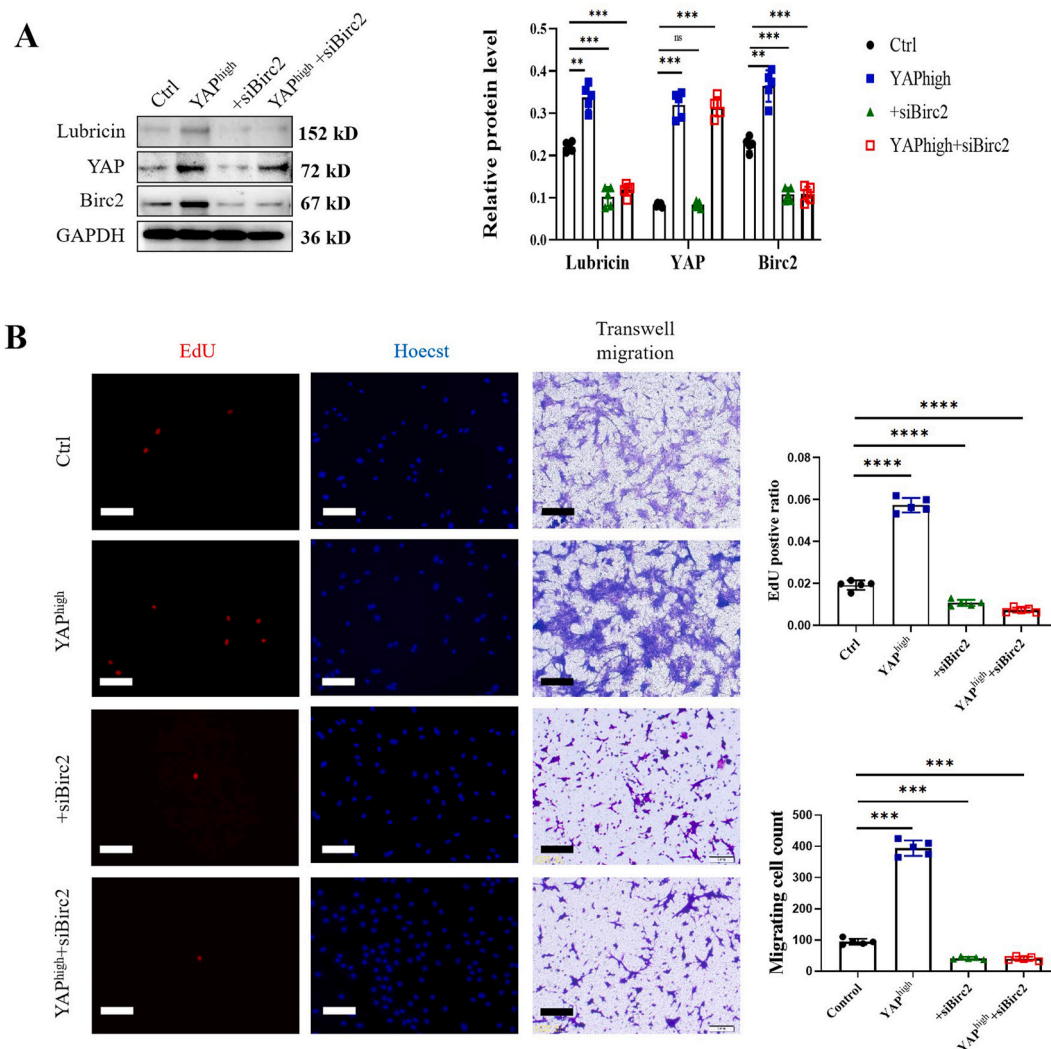 A
Ctrl
YAPhigh
+siBirc2
YAPhigh+siBirc2
Lubricin
152 kD
YAP
72 kD
Birc2
67 kD
GAPDH
36 kD
Relative protein level
0.5
0.4
0.3
0.2
0.1
0.0
***
***
**
***
ns
***
***
***
**
Lubricin
YAP
Birc2
Ctrl
YAPhigh
+siBirc2
YAPhigh+siBirc2
B
EdU
Hoecst
Transwell
migration
Ctrl
YAPhigh
+siBirc2
YAPhigh+siBirc2
EdU postive ratio
0.08
0.06
0.04
0.02
0.00
****
****
****
Ctrl
YAPhigh
+siBirc2
YAPhigh+siBirc2
Migrating cell count
500
400
300
200
100
0
***
***
***
Control
YAPhigh
+siBirc2
YAPhigh+siBirc2